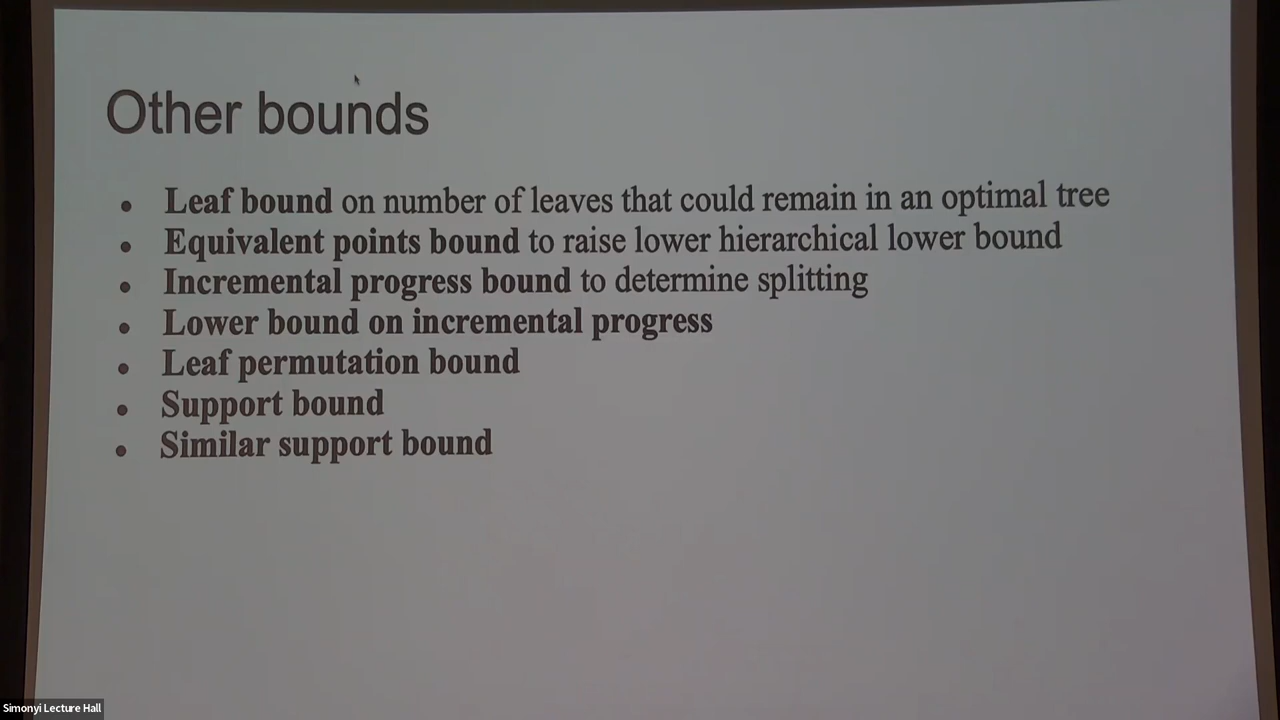 Other bounds
• Leaf bound on number of leaves that could remain in an optimal tree
• Equivalent points bound to raise lower hierarchical lower bound
• Incremental progress bound to determine splitting
• Lower bound on incremental progress
• Leaf permutation bound
• Support bound
• Similar support bound
Simonyi Lecture Hall